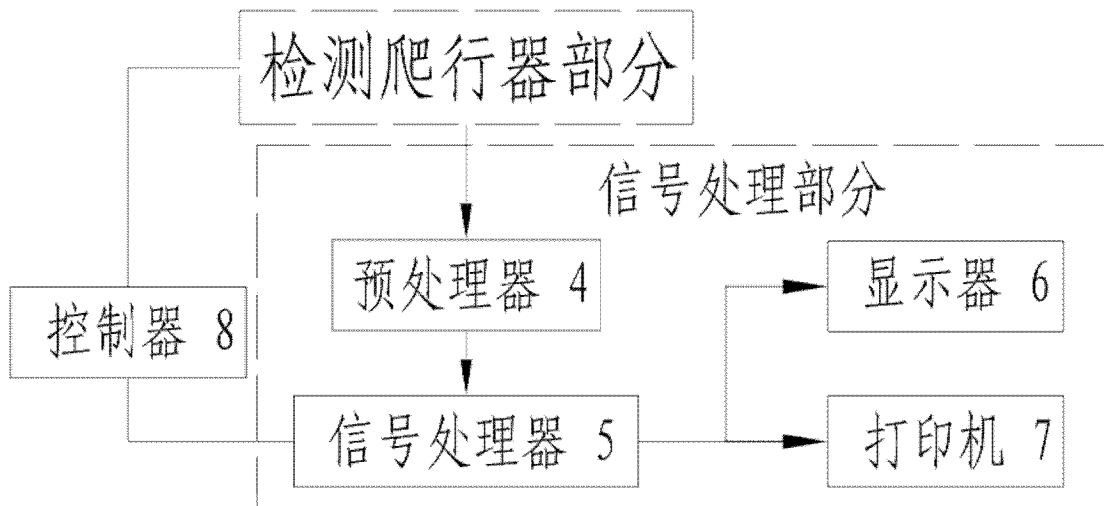 检测爬行器部分
信号处理部分
预处理器 4
显示器 6
控制器 8
信号处理器 5
打印机 7